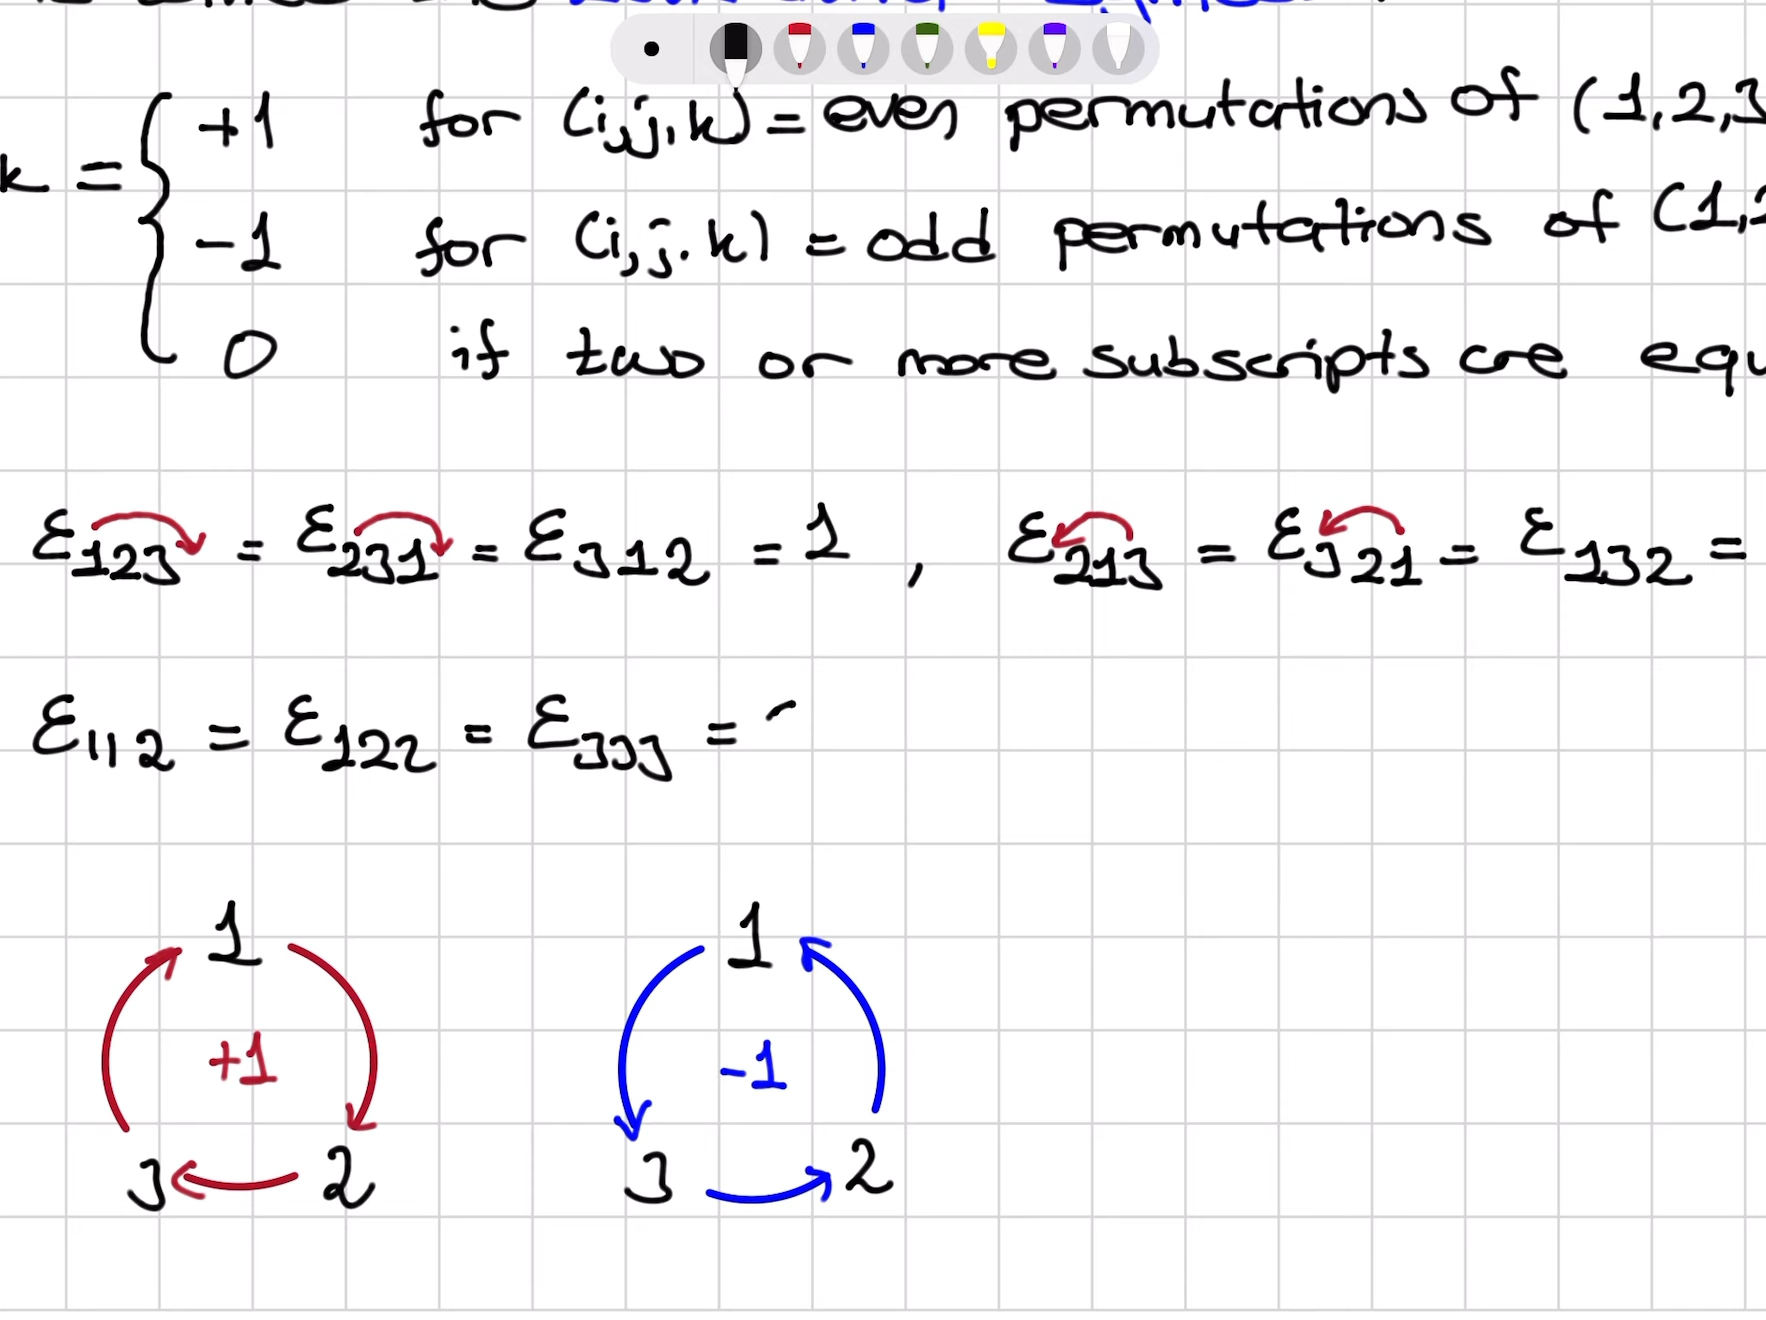 +1 for (i,j,k) = even permutations of (1,2,3
k = { -1 for (i,j,k) = odd permutations of (1,2
0 if two or more subscripts are equ
ε123 = ε231 = ε312 = 1 , ε213 = ε321 = ε132 =
ε112 = ε122 = ε333 =
1 1
+1 -1
3 2 3 2